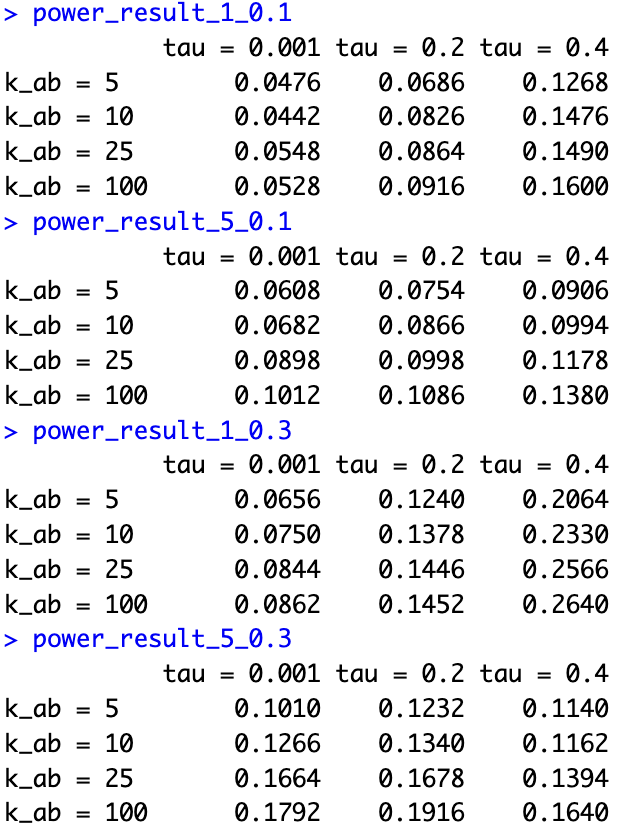 > power_result_1_0.1
           tau = 0.001 tau = 0.2 tau = 0.4
k_ab = 5        0.0476    0.0686    0.1268
k_ab = 10       0.0442    0.0826    0.1476
k_ab = 25       0.0548    0.0864    0.1490
k_ab = 100      0.0528    0.0916    0.1600
> power_result_5_0.1
           tau = 0.001 tau = 0.2 tau = 0.4
k_ab = 5        0.0608    0.0754    0.0906
k_ab = 10       0.0682    0.0866    0.0994
k_ab = 25       0.0898    0.0998    0.1178
k_ab = 100      0.1012    0.1086    0.1380
> power_result_1_0.3
           tau = 0.001 tau = 0.2 tau = 0.4
k_ab = 5        0.0656    0.1240    0.2064
k_ab = 10       0.0750    0.1378    0.2330
k_ab = 25       0.0844    0.1446    0.2566
k_ab = 100      0.0862    0.1452    0.2640
> power_result_5_0.3
           tau = 0.001 tau = 0.2 tau = 0.4
k_ab = 5        0.1010    0.1232    0.1140
k_ab = 10       0.1266    0.1340    0.1162
k_ab = 25       0.1664    0.1678    0.1394
k_ab = 100      0.1792    0.1916    0.1640